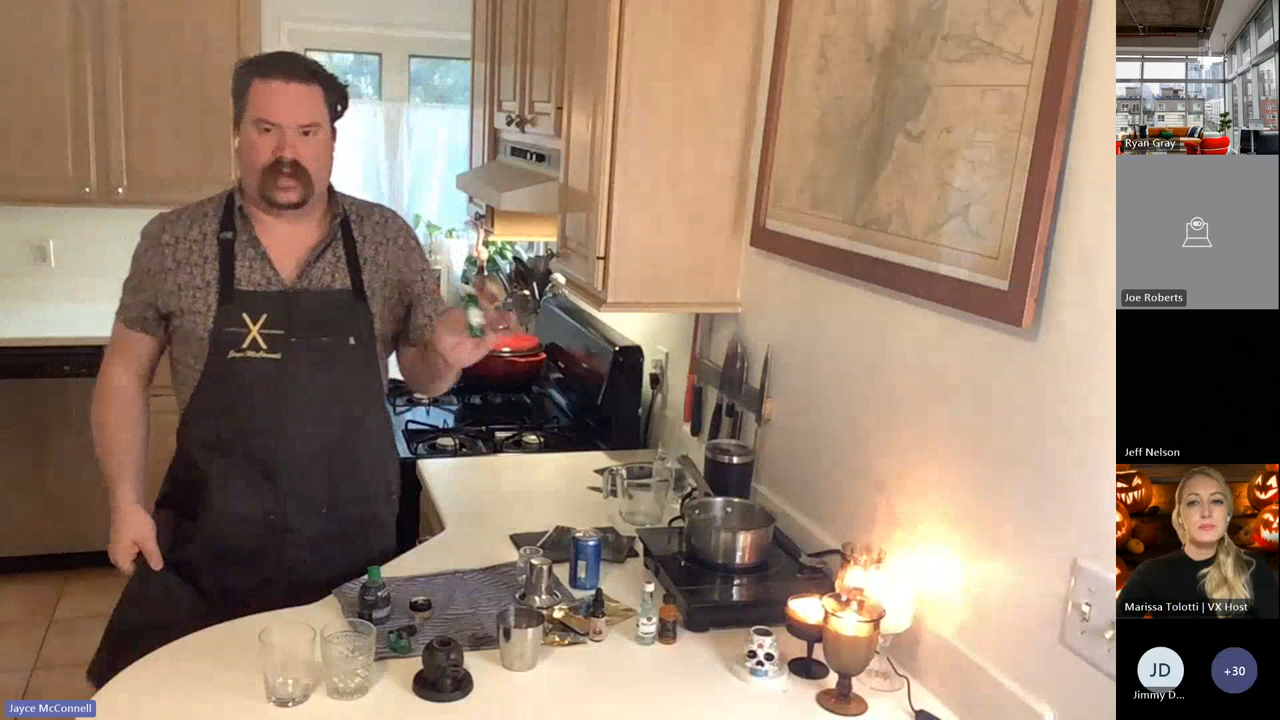 Ryan Gray
Joe Roberts
Jeff Nelson
Marissa Tolotti | VX Host
JD
+30
Jimmy D...
Jayce McConnell